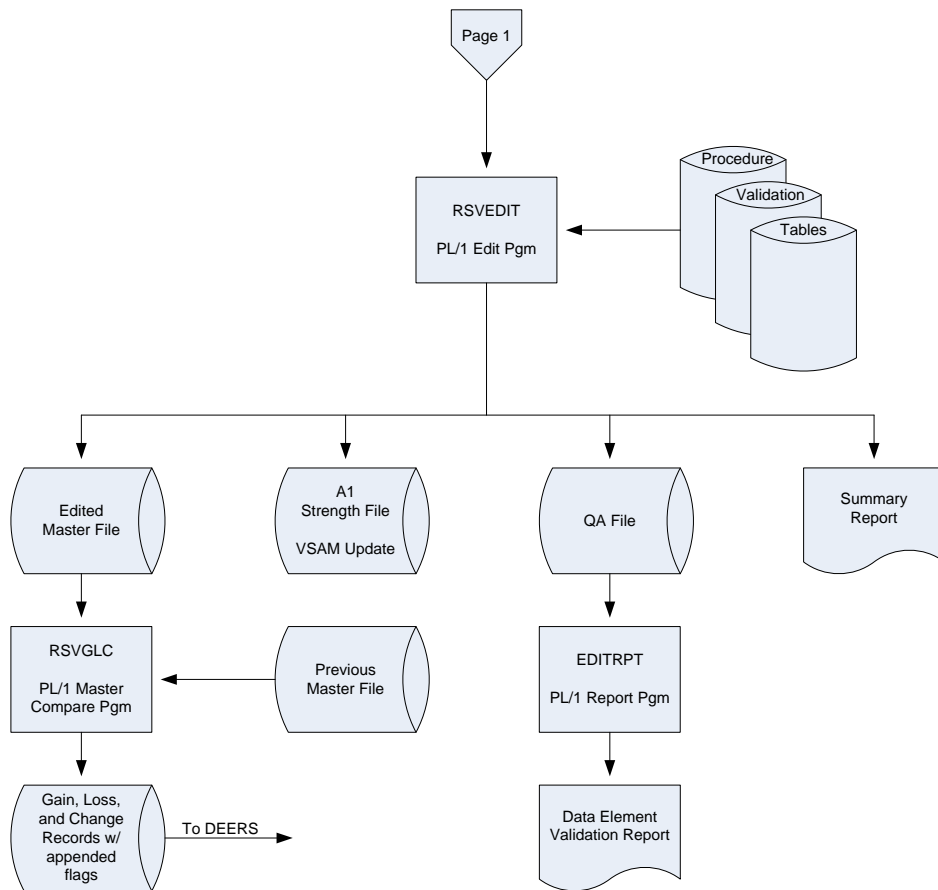 Page 1
Procedure
Validation
Tables
RSVEDIT
PL/1 Edit Pgm
Edited
Master File
A1
Strength File
VSAM Update
QA File
Summary
Report
RSVGLC
PL/1 Master
Compare Pgm
Previous
Master File
EDITRPT
PL/1 Report Pgm
Gain, Loss,
and Change
Records w/
appended
flags
To DEERS
Data Element
Validation Report